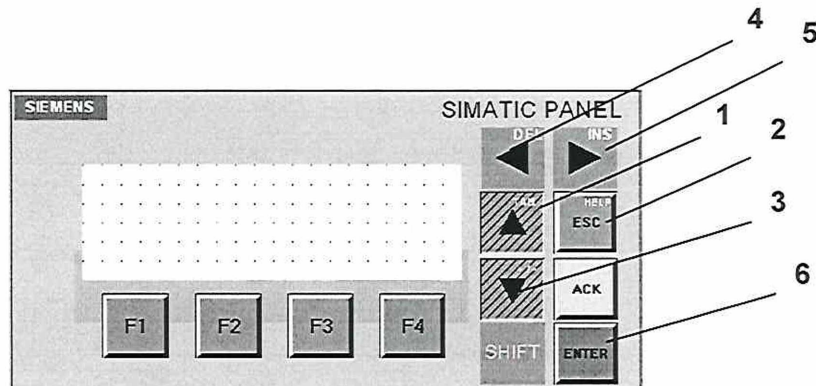 4
5
SIEMENS
SIMATIC PANEL
1
DEL
INS
2
TAB
HELP
ESC
3
ACK
6
F1
F2
F3
F4
SHIFT
ENTER